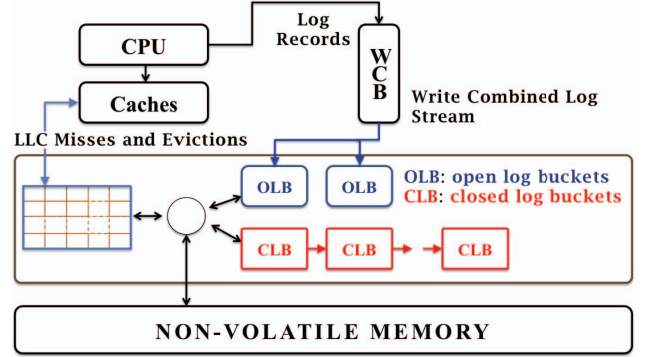 Log
Records
CPU
W
C
B
Caches
Write Combined Log
Stream
LLC Misses and Evictions
OLB
OLB
OLB: open log buckets
CLB: closed log buckets
CLB
CLB
CLB
NON-VOLATILE MEMORY